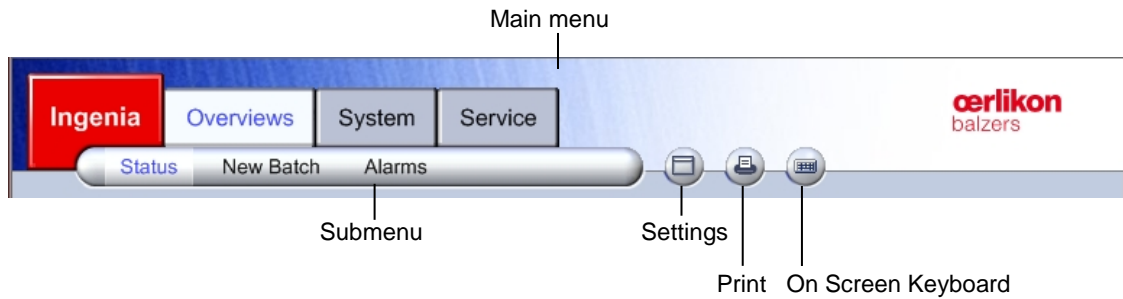 Main menu
Ingenia Overviews System Service
œrlikon
balzers
Status New Batch Alarms
Submenu Settings
Print On Screen Keyboard